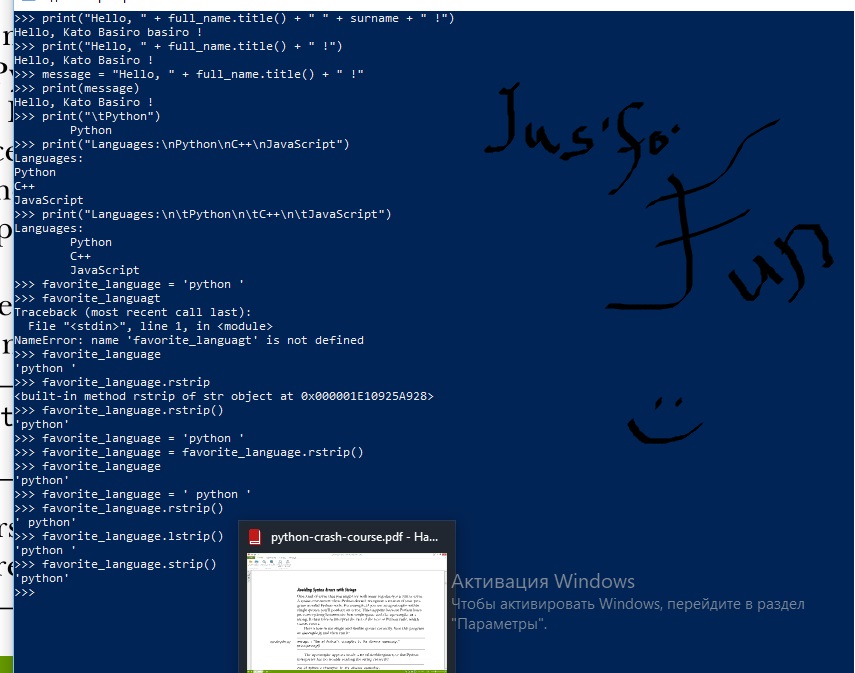 >>> print("Hello, " + full_name.title() + " " + surname + " !")
Hello, Kato Basiro basiro !
>>> print("Hello, " + full_name.title() + " !")
Hello, Kato Basiro !
>>> message = "Hello, " + full_name.title() + " !"
>>> print(message)
Hello, Kato Basiro !
>>> print("\tPython")
        Python
>>> print("Languages:\nPython\nC++\nJavaScript")
Languages:
Python
C++
JavaScript
>>> print("Languages:\n\tPython\n\tC++\n\tJavaScript")
Languages:
        Python
        C++
        JavaScript
>>> favorite_language = 'python '
>>> favorite_languagt
Traceback (most recent call last):
  File "<stdin>", line 1, in <module>
NameError: name 'favorite_languagt' is not defined
>>> favorite_language
'python '
>>> favorite_language.rstrip
<built-in method rstrip of str object at 0x000001E10925A928>
>>> favorite_language.rstrip()
'python'
>>> favorite_language = 'python '
>>> favorite_language = favorite_language.rstrip()
>>> favorite_language
'python'
>>> favorite_language = ' python '
>>> favorite_language.rstrip()
' python'
>>> favorite_language.lstrip()
'python '
>>> favorite_language.strip()
'python'
>>>
Jus fo
Fun
python-crash-course.pdf - Ha...
Avoiding Syntax Errors with Strings
Активация Windows
Чтобы активировать Windows, перейдите в раздел
"Параметры".